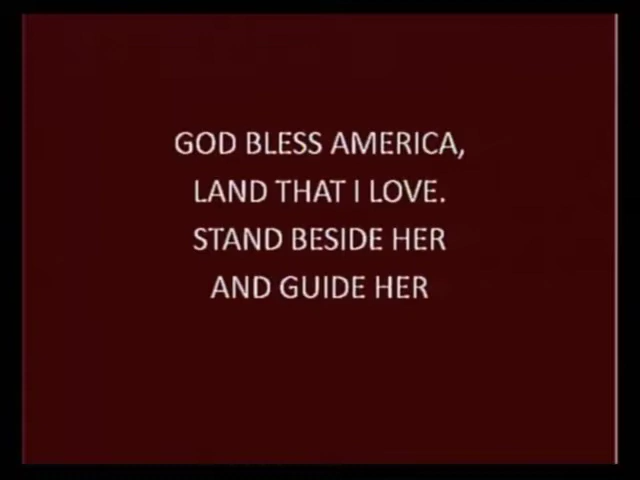 GOD BLESS AMERICA,
LAND THAT I LOVE.
STAND BESIDE HER
AND GUIDE HER